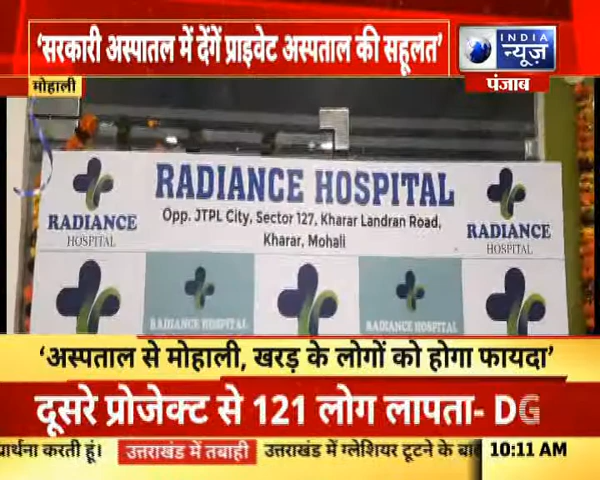 'सरकारी अस्पातल में देंगें प्राइवेट अस्पताल की सहूलत'
INDIA
न्यूज़
पंजाब
मोहाली
RADIANCE HOSPITAL
Opp. JTPL City, Sector 127, Kharar Landran Road,
Kharar, Mohali
RADIANCE
HOSPITAL
RADIANCE
HOSPITAL
RADIANCE HOSPITAL
RADIANCE HOSPITAL
'अस्पताल से मोहाली, खरड़ के लोगों को होगा फायदा'
दूसरे प्रोजेक्ट से 121 लोग लापता- DG
प्रार्थना करती हूं। उत्तराखंड में तबाही उत्तराखंड में ग्लेशियर टूटने के 10:11 AM